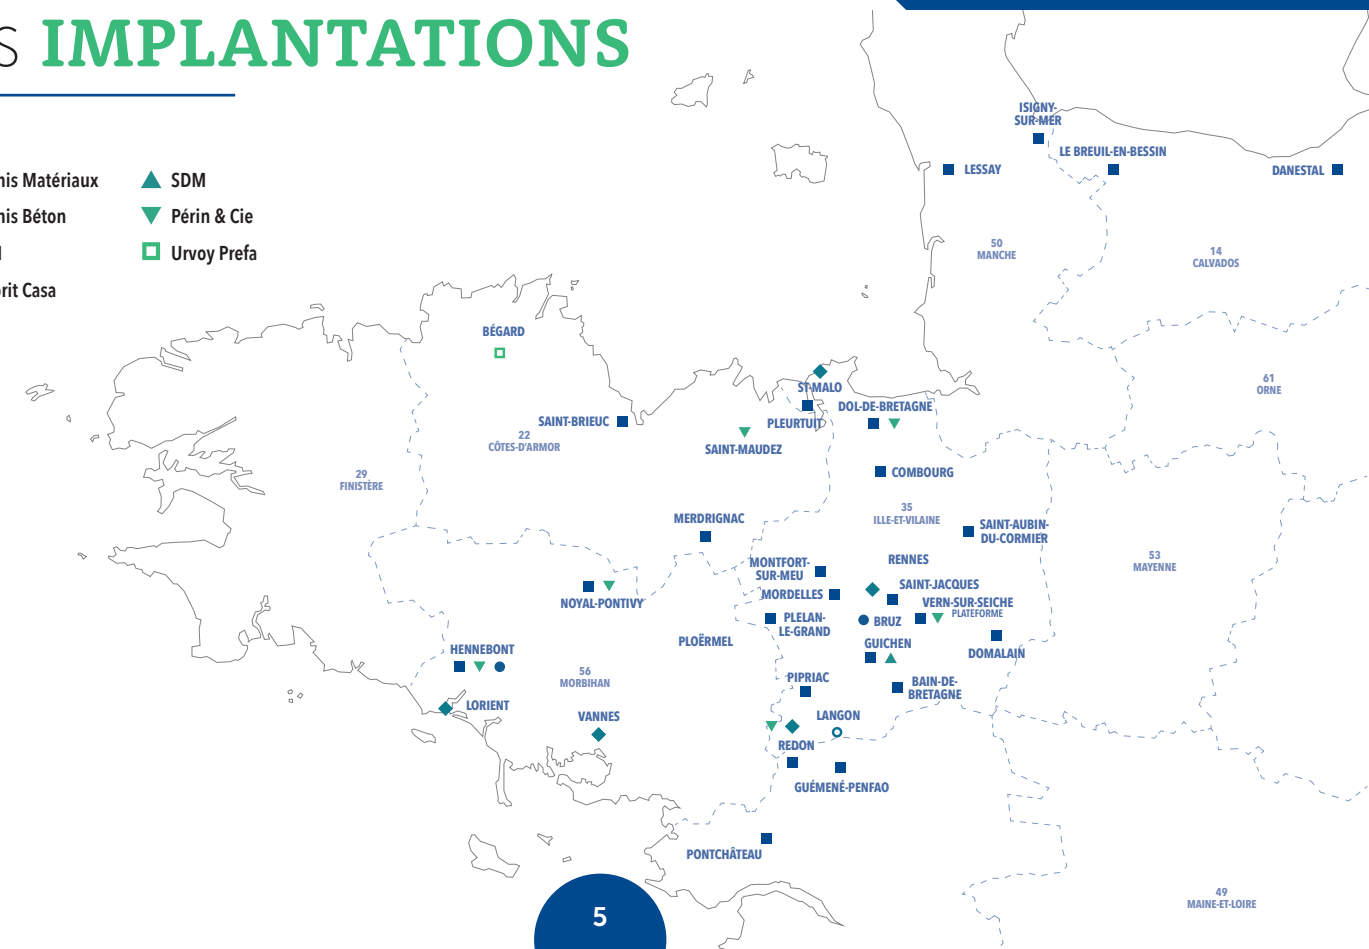 IMPLANTATIONS
Matériaux
SDM
Béton
Périn & Cie
Urvoy Prefa
Casa
ISIGNY-
SUR-MER
LE BREUIL-EN-BESSIN
LESSAY
DANESTAL
50
MANCHE
14
CALVADOS
BÉGARD
61
ORNE
ST-MALO
DOL-DE-BRETAGNE
SAINT-BRIEUC
PLEURTUIT
22
CÔTES-D'ARMOR
SAINT-MAUDEZ
29
FINISTÈRE
COMBOURG
MERDRIGNAC
35
ILLE-ET-VILAINE
SAINT-AUBIN-
DU-CORMIER
RENNES
53
MAYENNE
MONTFORT-
SUR-MEU
SAINT-JACQUES
MORDELLES
NOYAL-PONTIVY
VERN-SUR-SEICHE
PLATEFORME
PLELAN-
LE-GRAND
BRUZ
PLOËRMEL
GUICHEN
DOMALAIN
HENNEBONT
56
MORBIHAN
PIPRIAC
BAIN-DE-
BRETAGNE
LORIENT
VANNES
LANGON
REDON
GUÉMENÉ-PENFAO
PONTCHÂTEAU
49
MAINE-ET-LOIRE
5